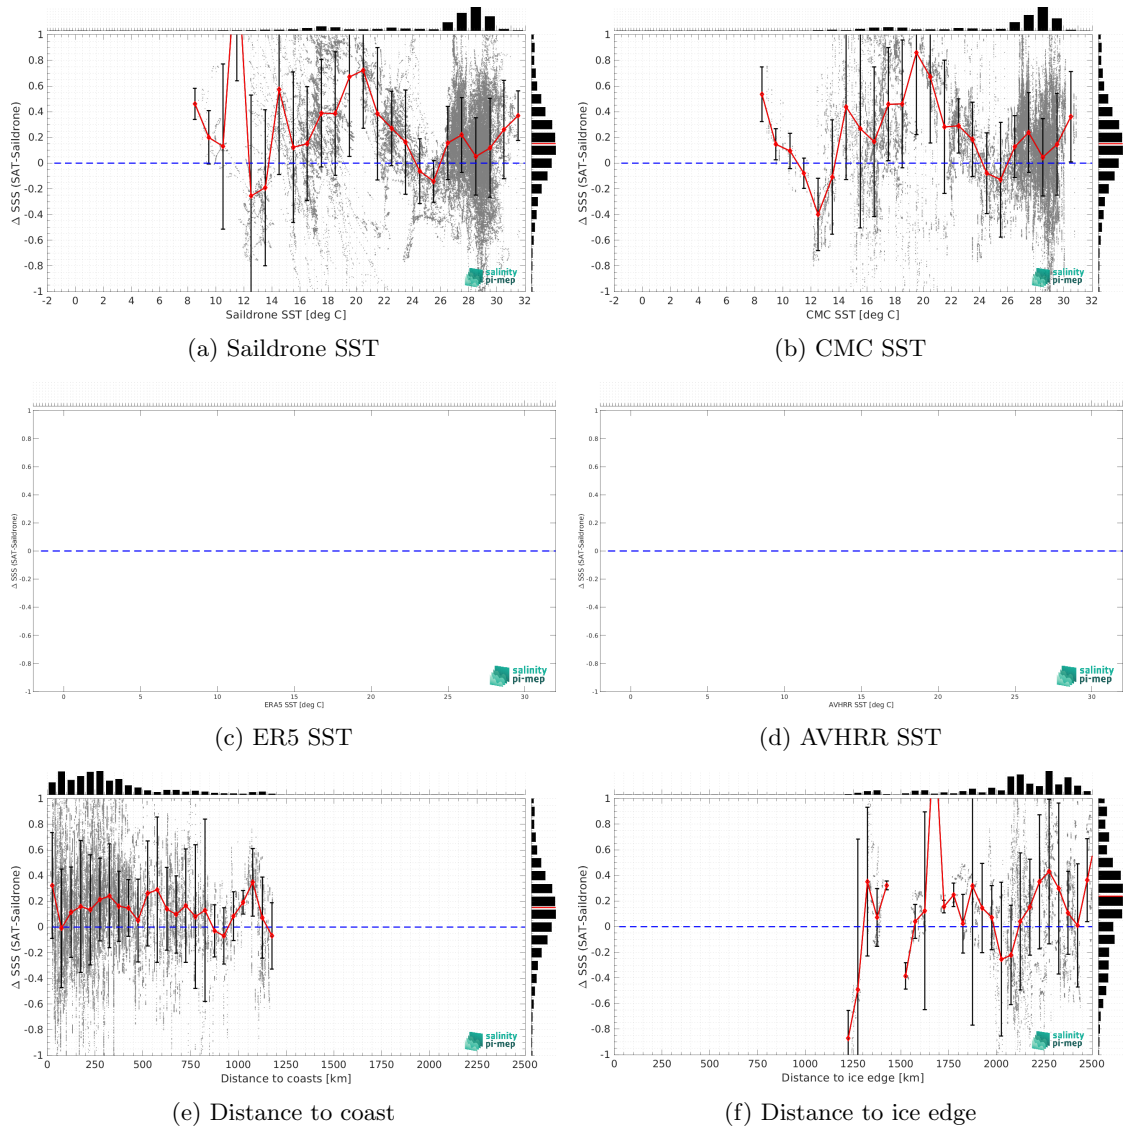 1
0.8
0.6
0.4
0.2
0
-0.2
-0.4
-0.6
-0.8
-1
Δ SSS (SAT-Saildrone)
-2 0 2 4 6 8 10 12 14 16 18 20 22 24 26 28 30 32
Saildrone SST [deg C]
salinity
pi-mep
(a) Saildrone SST
1
0.8
0.6
0.4
0.2
0
-0.2
-0.4
-0.6
-0.8
-1
Δ SSS (SAT-Saildrone)
-2 0 2 4 6 8 10 12 14 16 18 20 22 24 26 28 30 32
CMC SST [deg C]
salinity
pi-mep
(b) CMC SST
1
0.8
0.6
0.4
0.2
0
-0.2
-0.4
-0.6
-0.8
-1
Δ SSS (SAT-Saildrone)
0 5 10 15 20 25 30
ERA5 SST [deg C]
salinity
pi-mep
(c) ER5 SST
1
0.8
0.6
0.4
0.2
0
-0.2
-0.4
-0.6
-0.8
-1
Δ SSS (SAT-Saildrone)
0 5 10 15 20 25 30
AVHRR SST [deg C]
salinity
pi-mep
(d) AVHRR SST
1
0.8
0.6
0.4
0.2
0
-0.2
-0.4
-0.6
-0.8
-1
Δ SSS (SAT-Saildrone)
0 250 500 750 1000 1250 1500 1750 2000 2250 2500
Distance to coasts [km]
salinity
pi-mep
(e) Distance to coast
1
0.8
0.6
0.4
0.2
0
-0.2
-0.4
-0.6
-0.8
-1
Δ SSS (SAT-Saildrone)
0 250 500 750 1000 1250 1500 1750 2000 2250 2500
Distance to ice edge [km]
salinity
pi-mep
(f) Distance to ice edge